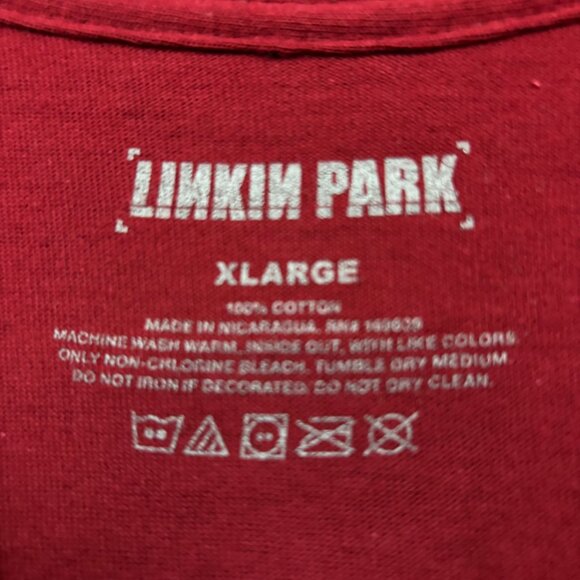 LINKIN PARK
XLARGE
100% COTTON
MADE IN NICARAGUA. RN#
MACHINE WASH WARM, INSIDE OUT, WITH LIKE COLORS.
ONLY NON-CHLORINE BLEACH. TUMBLE DRY MEDIUM.
DO NOT IRON IF DECORATED. DO NOT DRY CLEAN.